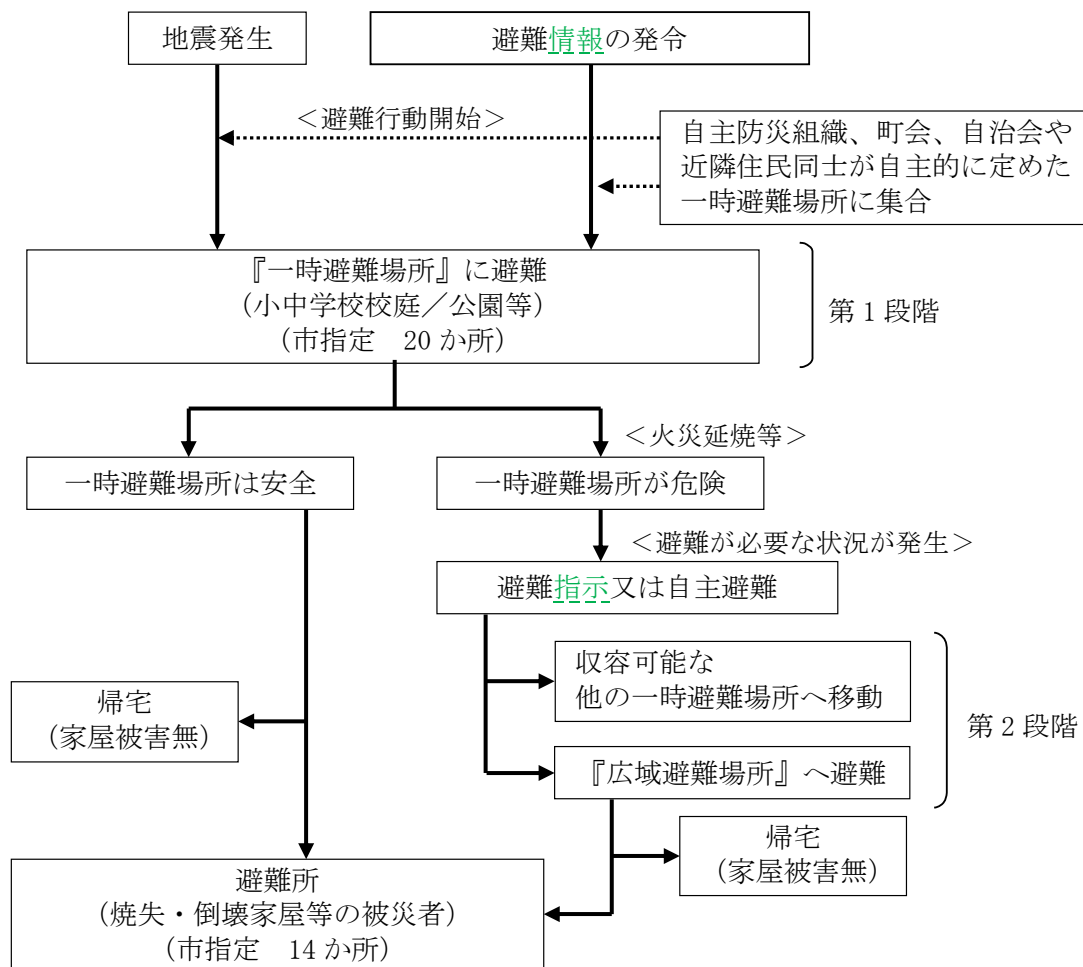 地震発生
避難情報の発令
＜避難行動開始＞
自主防災組織、町会、自治会や
近隣住民同士が自主的に定めた
一時避難場所に集合
『一時避難場所』に避難
（小中学校校庭／公園等）
（市指定　20 か所）
第 1 段階
＜火災延焼等＞
一時避難場所は安全
一時避難場所が危険
＜避難が必要な状況が発生＞
避難指示又は自主避難
収容可能な
他の一時避難場所へ移動
帰宅
（家屋被害無）
第 2 段階
『広域避難場所』へ避難
帰宅
（家屋被害無）
避難所
（焼失・倒壊家屋等の被災者）
（市指定　14 か所）